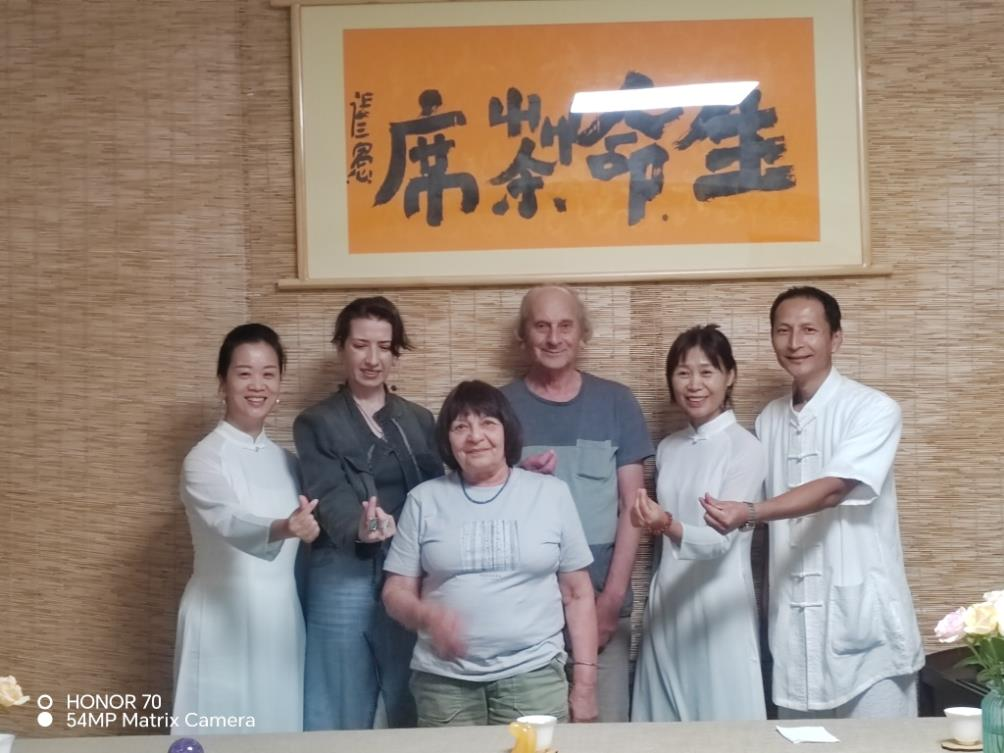 生命茶席
HONOR 70
54MP Matrix Camera